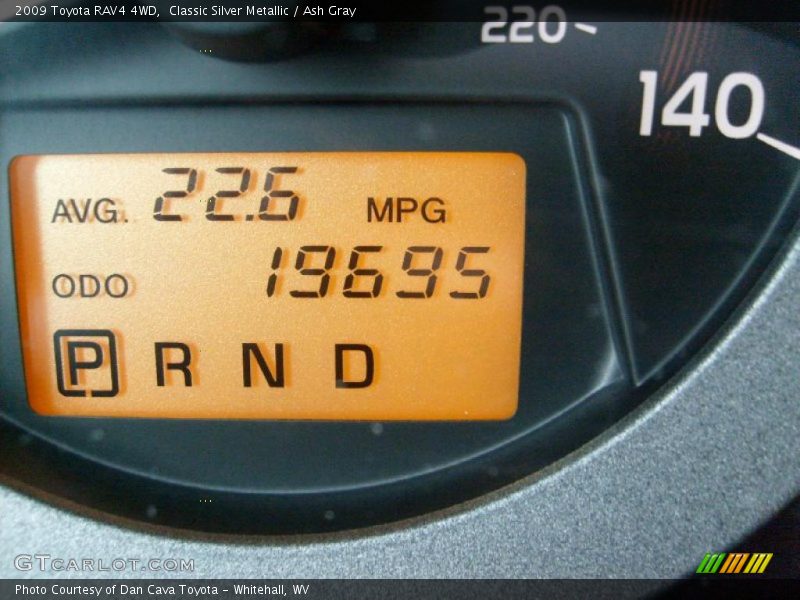 2009 Toyota RAV4 4WD,  Classic Silver Metallic / Ash Gray
220
140
AVG. 22.6 MPG
ODO 19695
P R N D
GTCARLOT.COM
Photo Courtesy of Dan Cava Toyota - Whitehall, WV